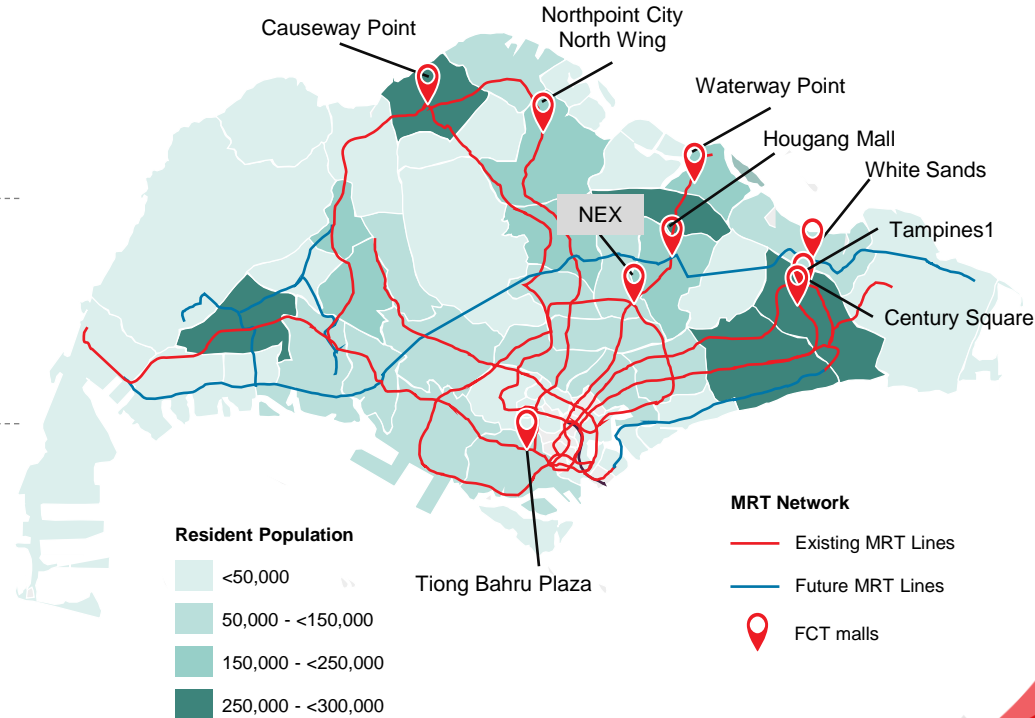 Causeway Point
Northpoint City
North Wing
Waterway Point
Hougang Mall
White Sands
NEX
Tampines1
Century Square
Tiong Bahru Plaza
Resident Population
<50,000
50,000 - <150,000
150,000 - <250,000
250,000 - <300,000
MRT Network
Existing MRT Lines
Future MRT Lines
FCT malls